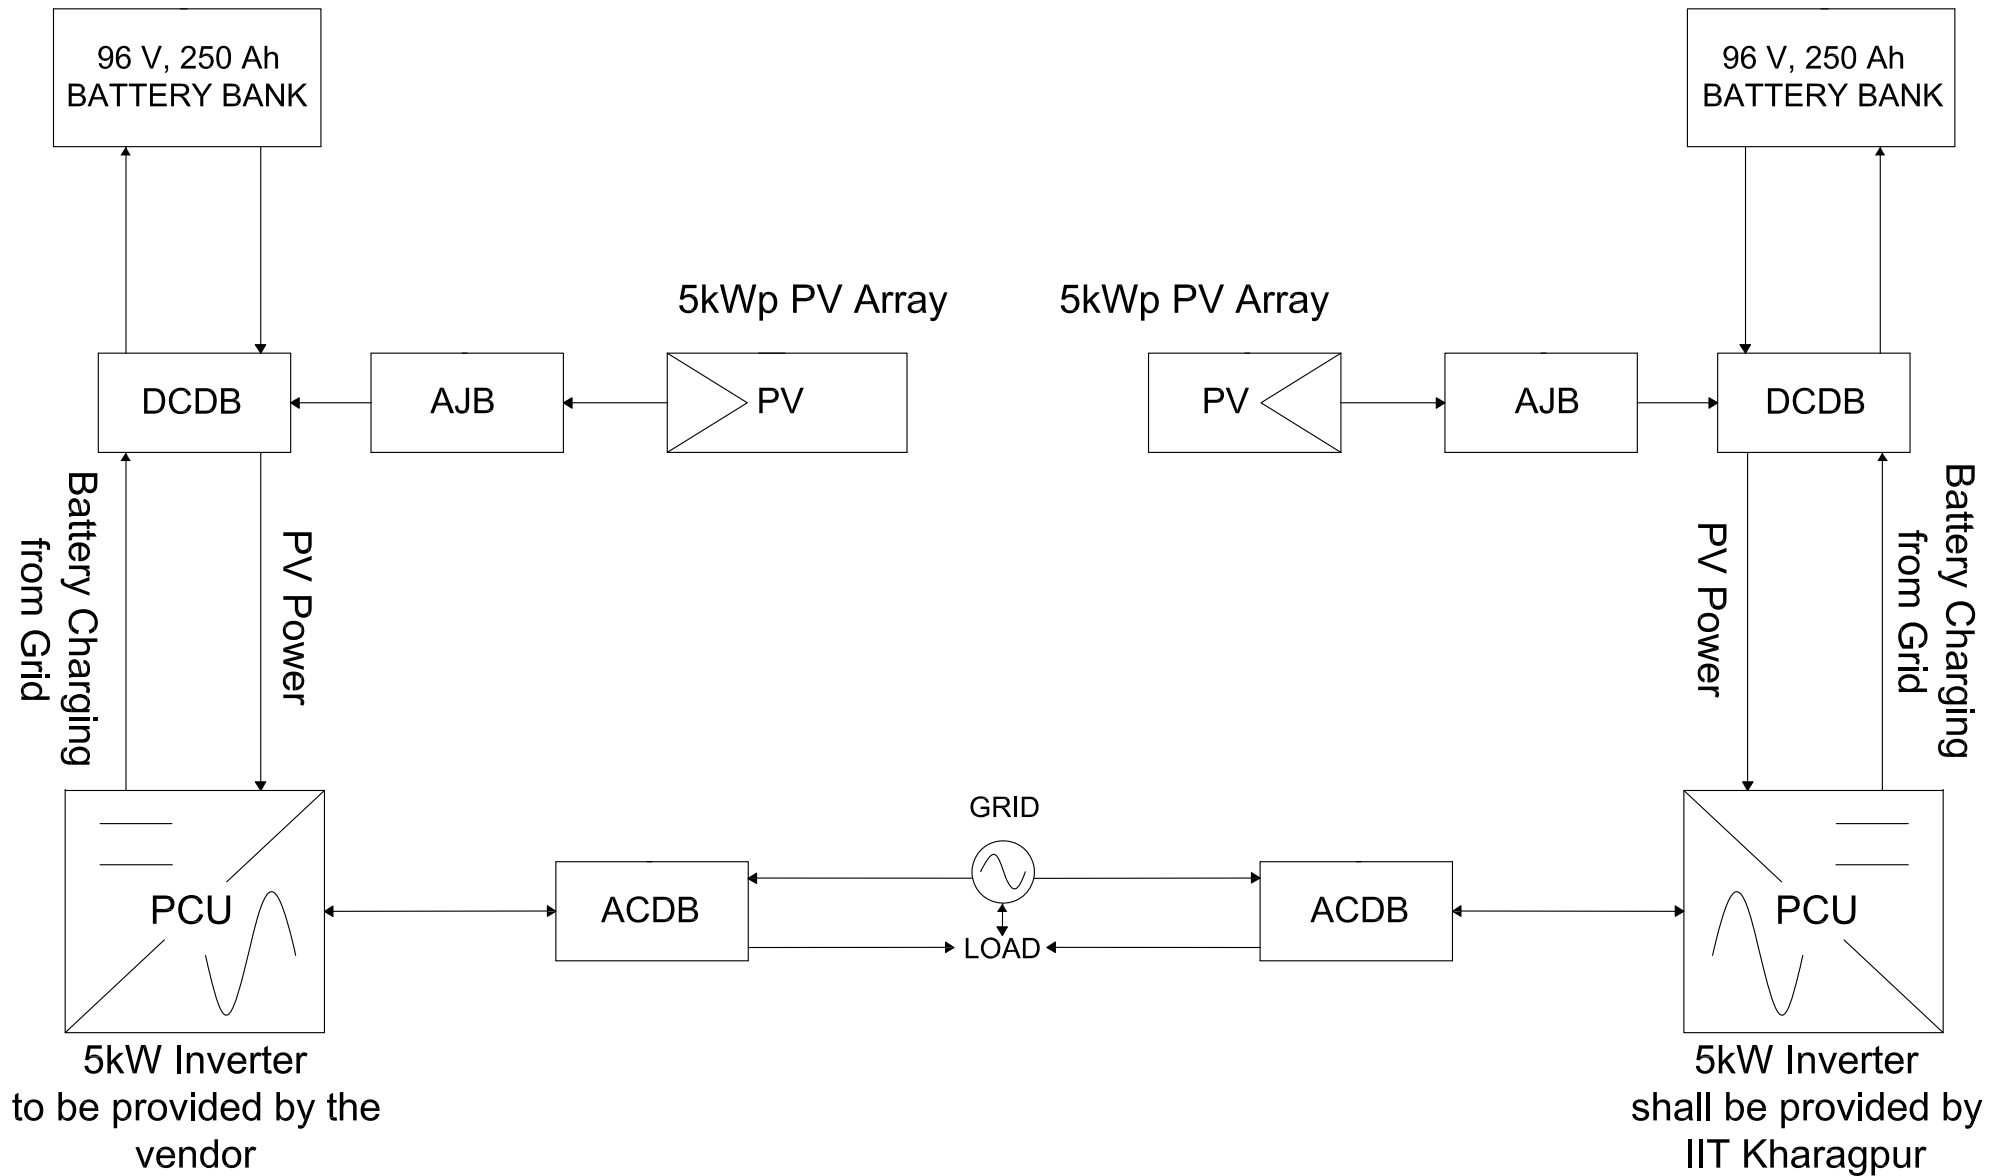 96 V, 250 Ah
BATTERY BANK
96 V, 250 Ah
BATTERY BANK
5kWp PV Array
5kWp PV Array
DCDB
AJB
PV
PV
AJB
DCDB
Battery Charging
from Grid
PV Power
PV Power
Battery Charging
from Grid
GRID
PCU
ACDB
LOAD
ACDB
PCU
5kW Inverter
to be provided by the
vendor
5kW Inverter
shall be provided by
IIT Kharagpur